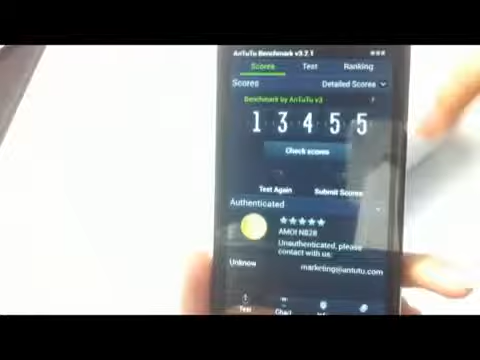 AnTuTu Benchmark v3.2.1
Scores Test Ranking
Scores Detailed Scores
Benchmark by AnTuTu v3 ?
13455
Check scores
Test Again Submit Scores
Authenticated
AMOI N828
Unauthenticated, please
contact with us:
Unknow marketing@antutu.com
Test